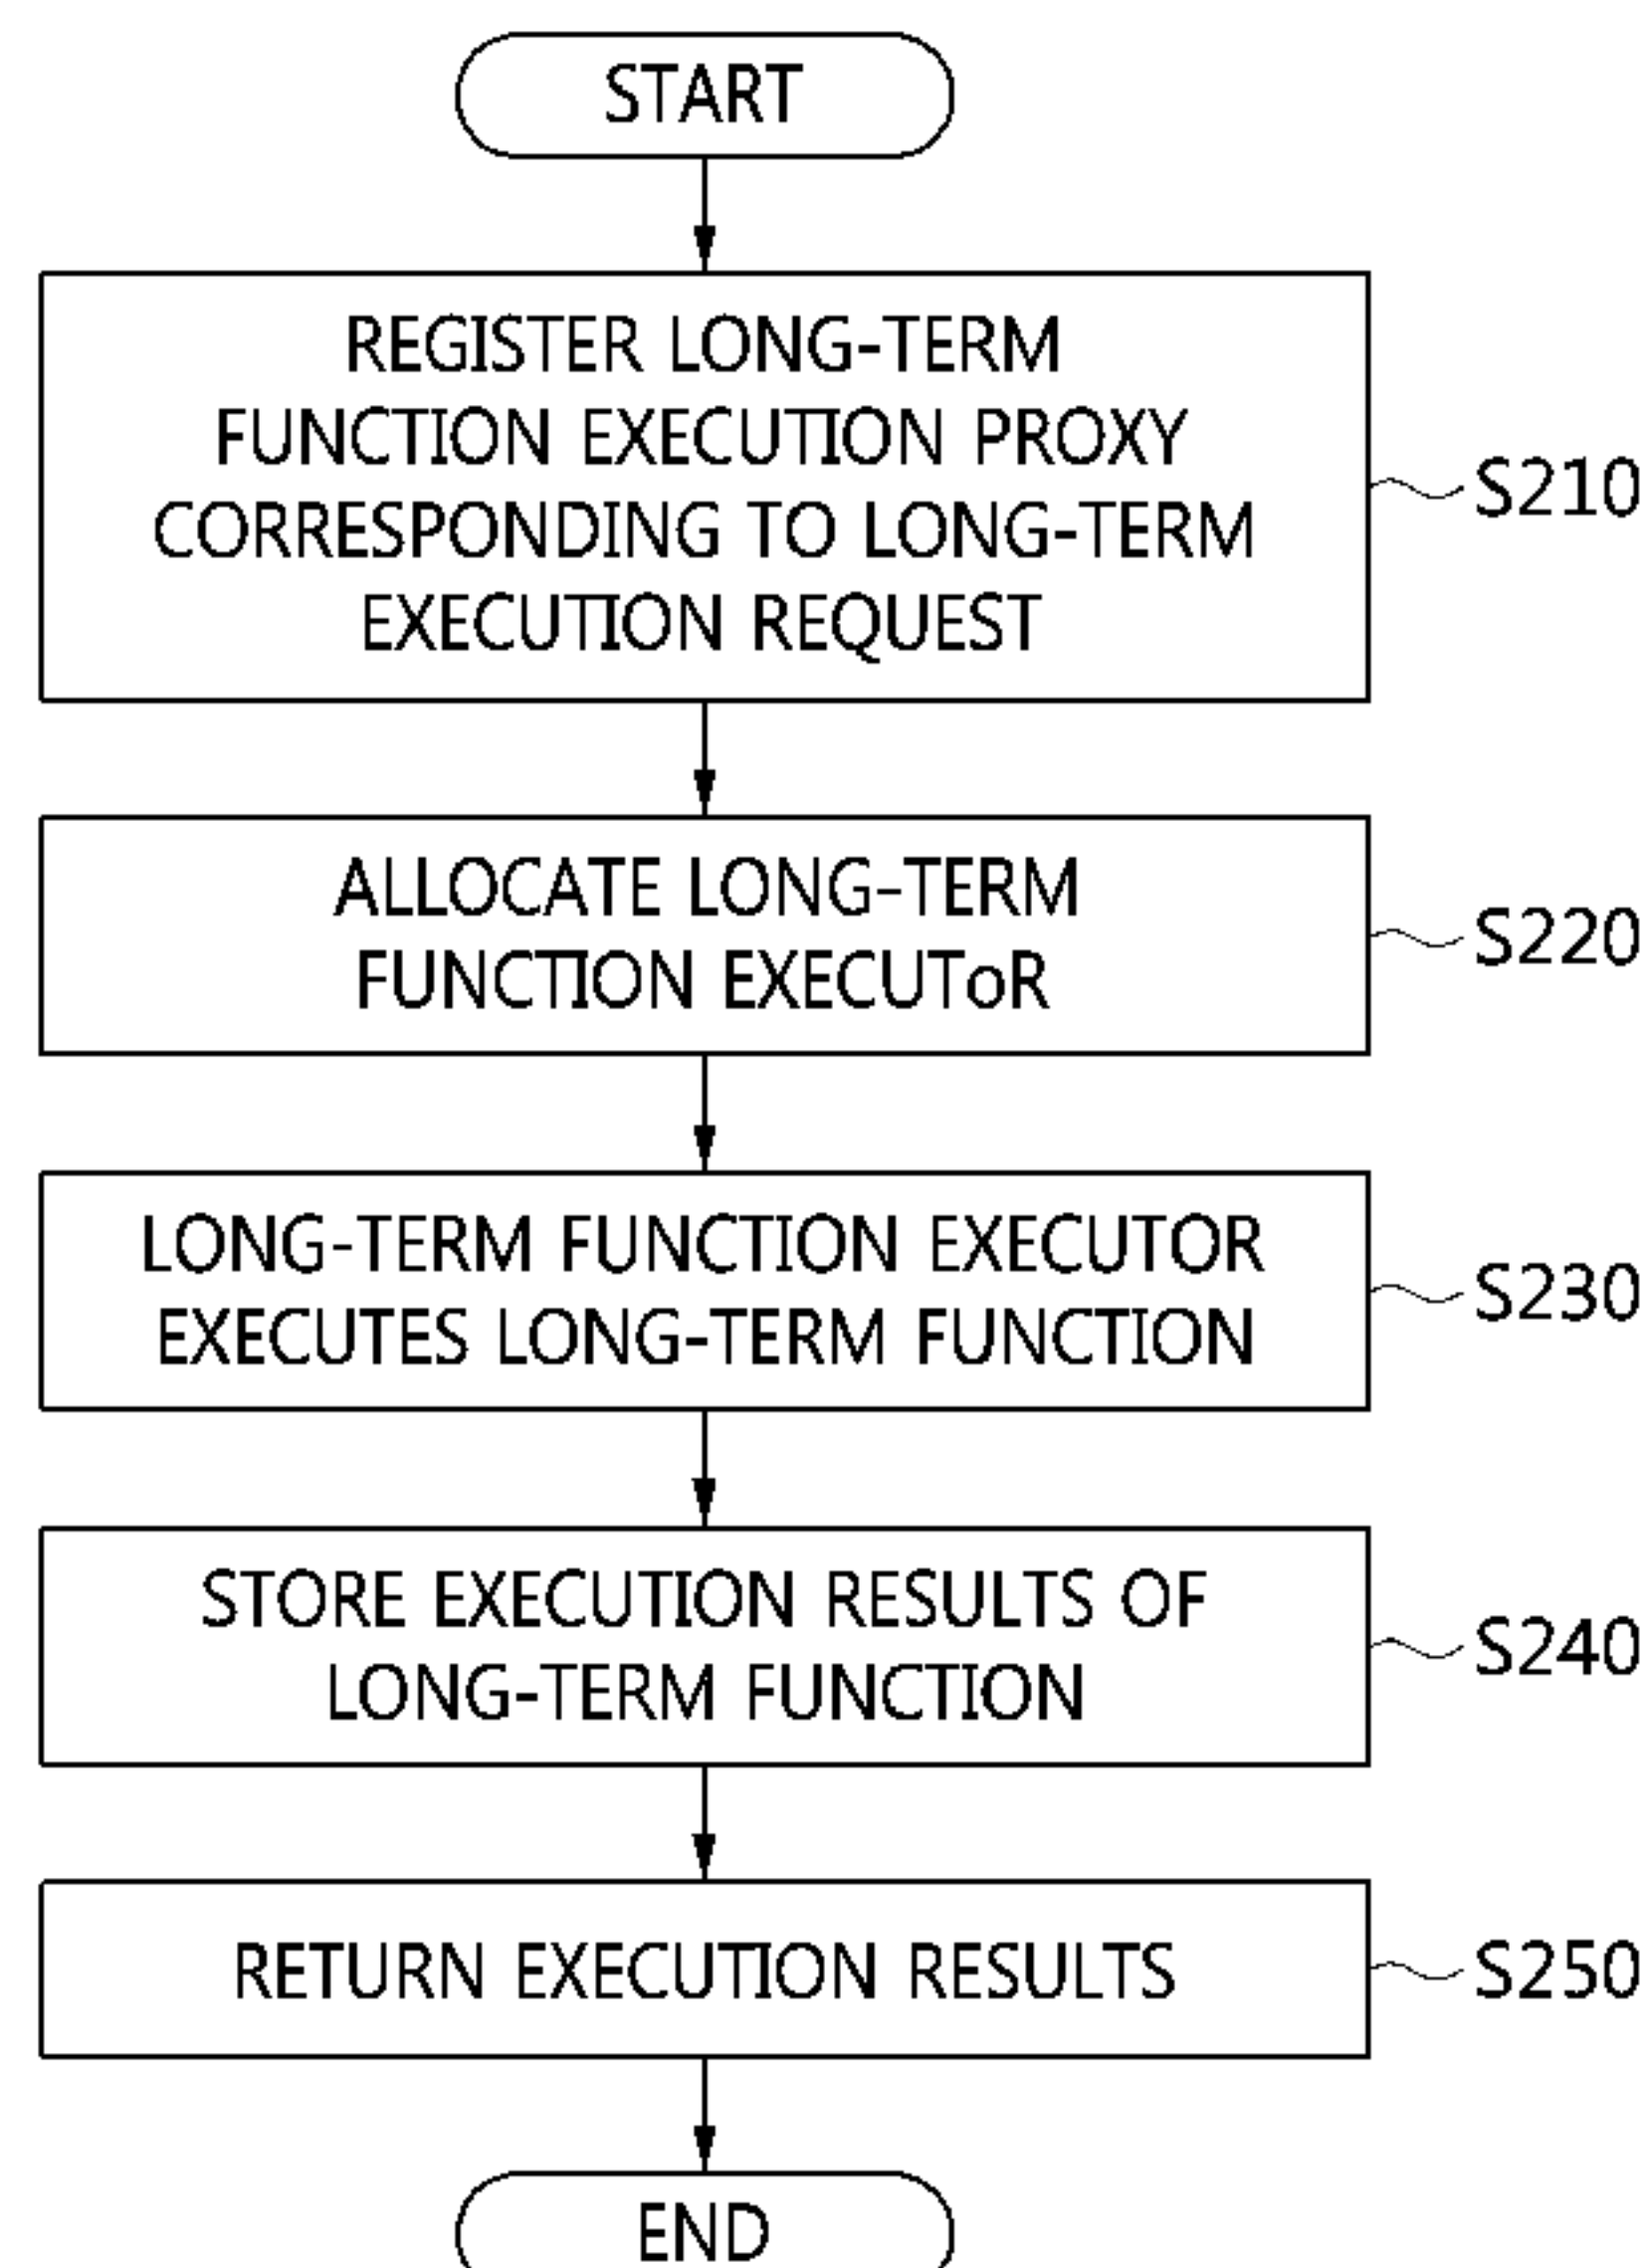 START
REGISTER LONG-TERM
FUNCTION EXECUTION PROXY
CORRESPONDING TO LONG-TERM
EXECUTION REQUEST
S210
ALLOCATE LONG-TERM
FUNCTION EXECUToR
S220
LONG-TERM FUNCTION EXECUTOR
EXECUTES LONG-TERM FUNCTION
S230
STORE EXECUTION RESULTS OF
LONG-TERM FUNCTION
S240
RETURN EXECUTION RESULTS
S250
END